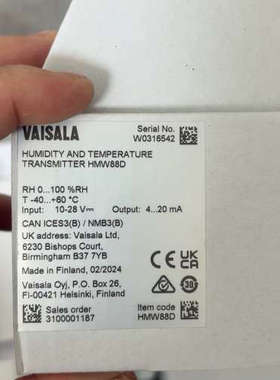 VAISALA
Serial No.
W0316542
HUMIDITY AND TEMPERATURE
TRANSMITTER HMW88D
RH 0...100 %RH
T -40...+60 °C
Input: 10-28 V⎓ Output: 4...20 mA
CAN ICES3(B) / NMB3(B)
UK address: Vaisala Ltd,
6230 Bishops Court,
Birmingham B37 7YB
Made in Finland, 02/2024
Vaisala Oyj, P.O. Box 26,
FI-00421 Helsinki, Finland
CE UK CA
30
Sales order
3100001187
Item code
HMW88D